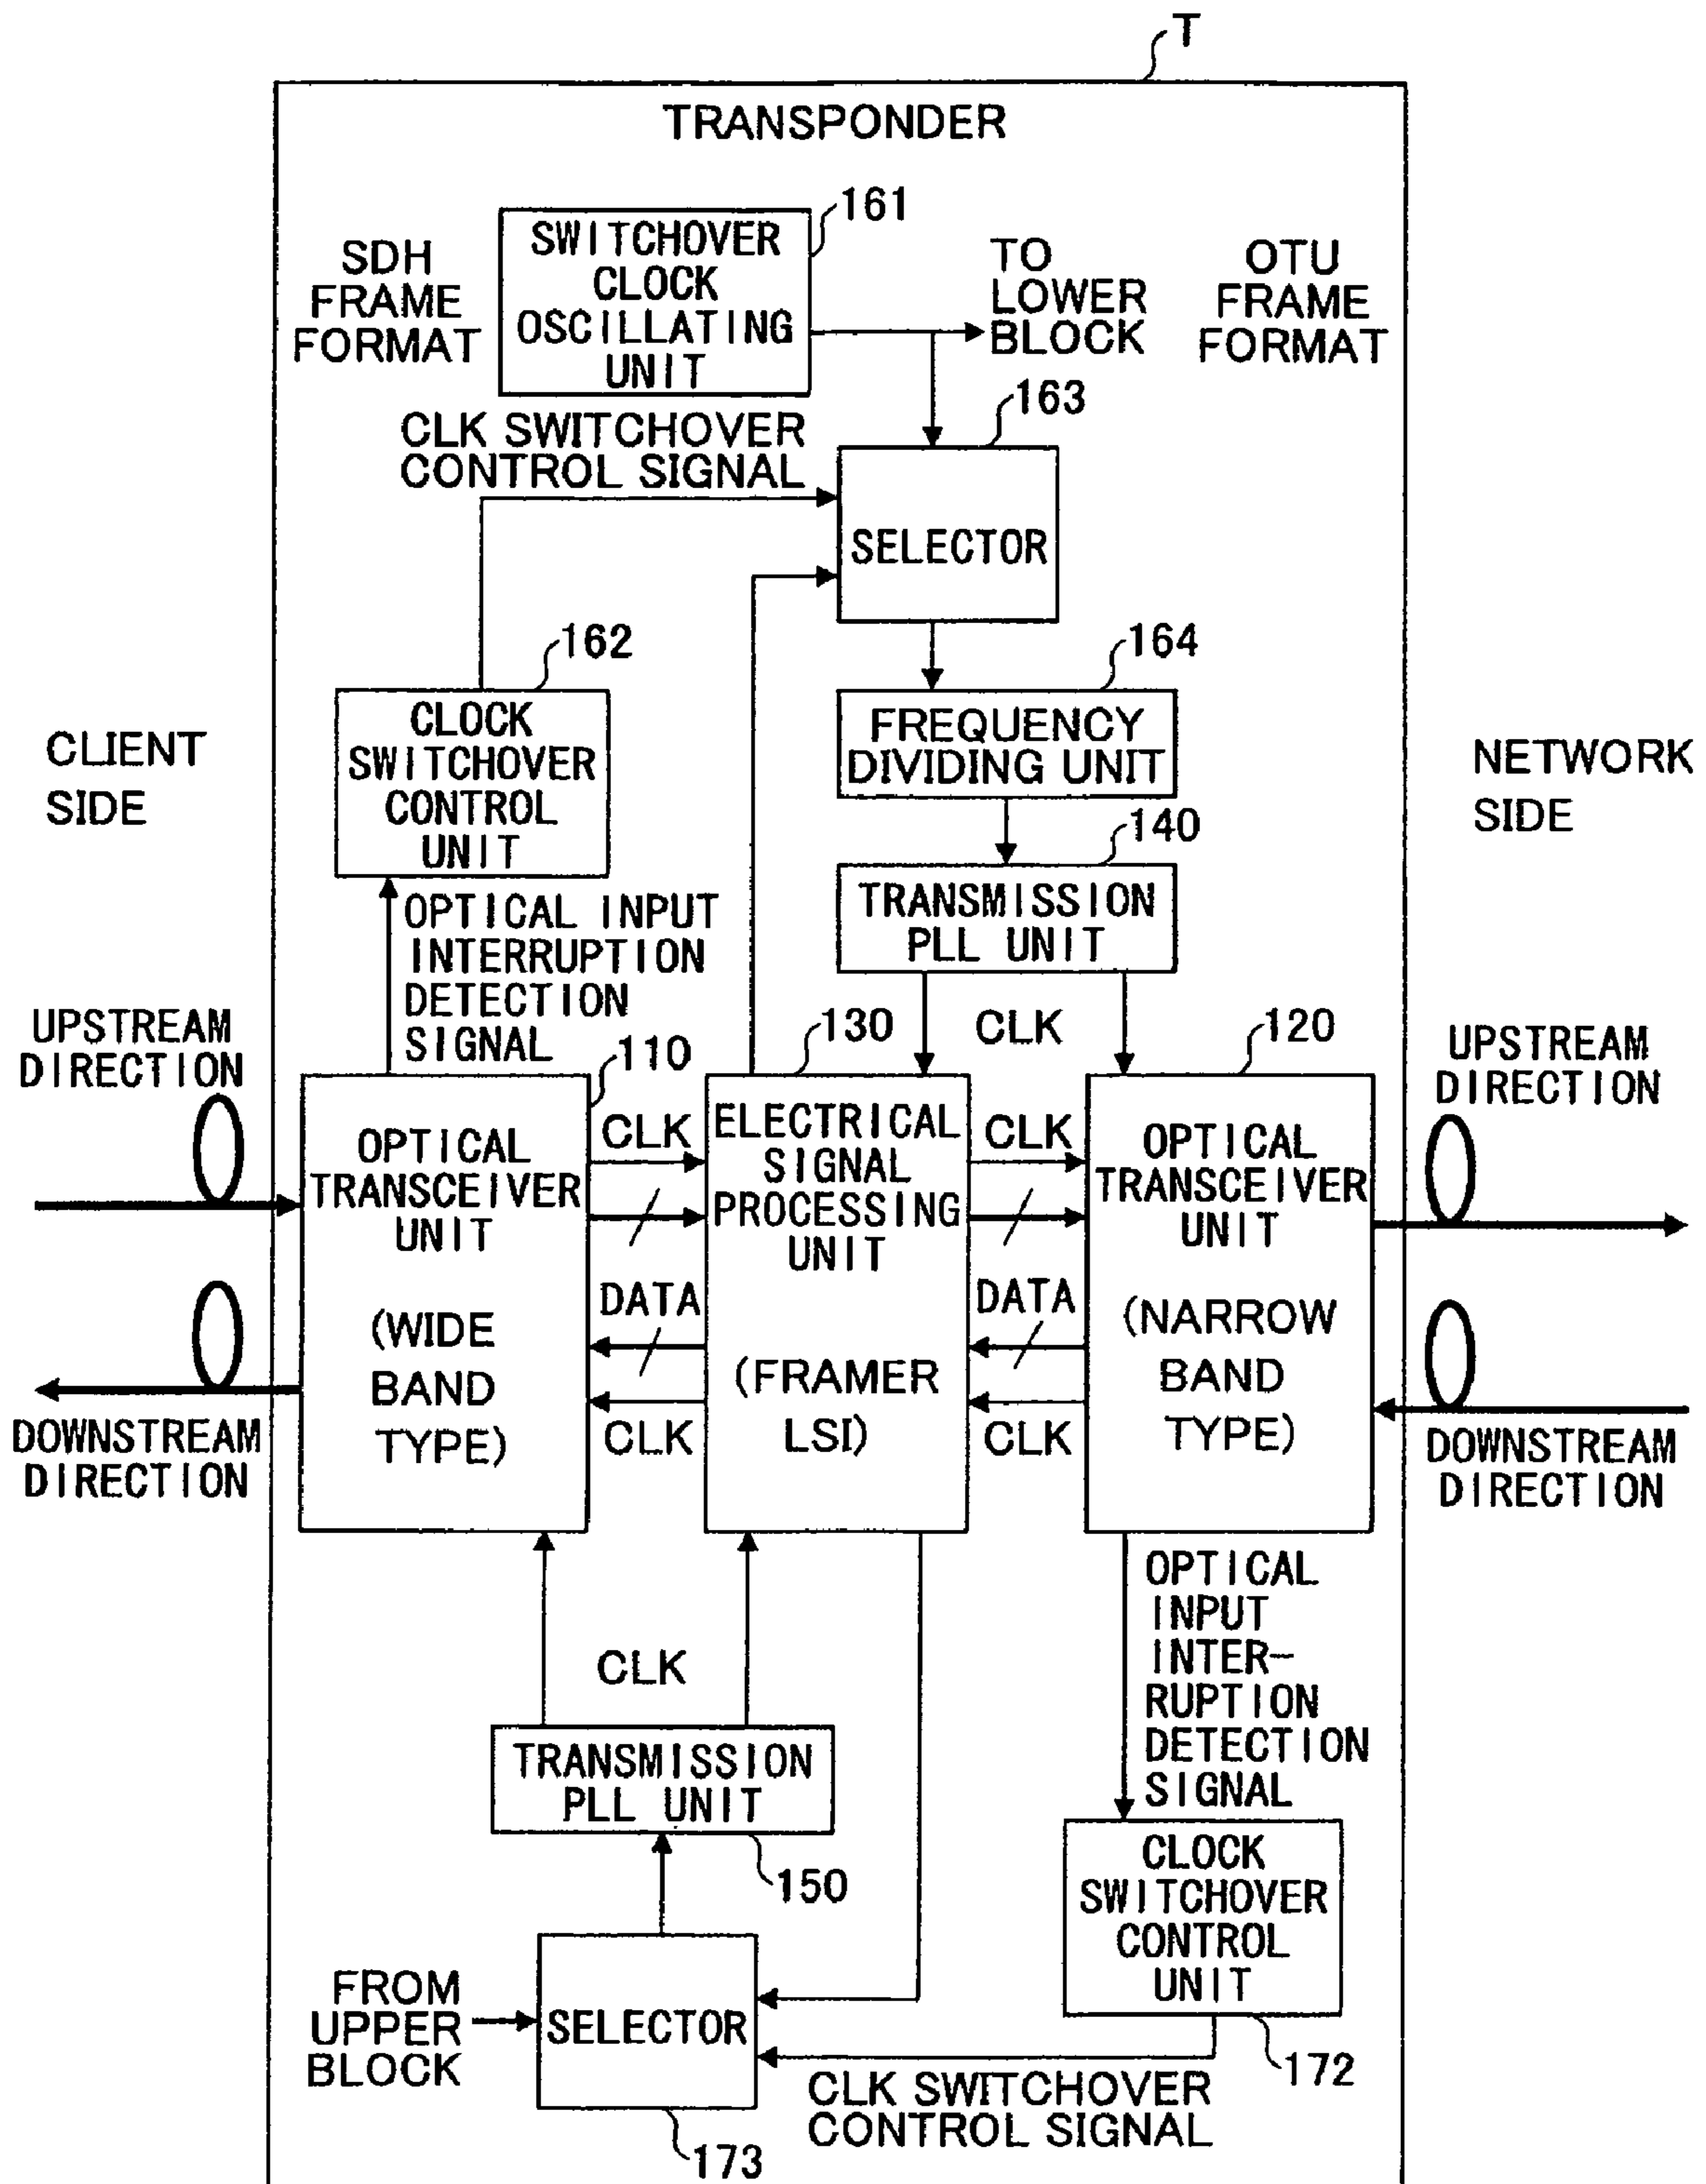 T
TRANSPONDER
161
SWITCHOVER
CLOCK
OSCILLATING
UNIT
SDH
FRAME
FORMAT
TO
LOWER
BLOCK
OTU
FRAME
FORMAT
163
CLK SWITCHOVER
CONTROL SIGNAL
SELECTOR
162
164
CLOCK
SWITCHOVER
CONTROL
UNIT
FREQUENCY
DIVIDING UNIT
CLIENT
SIDE
NETWORK
SIDE
140
TRANSMISSION
PLL UNIT
OPTICAL INPUT
INTERRUPTION
DETECTION
SIGNAL
UPSTREAM
DIRECTION
110
130
CLK
120
UPSTREAM
DIRECTION
OPTICAL
TRANSCEIVER
UNIT
(WIDE
BAND
TYPE)
CLK
DATA
CLK
ELECTRICAL
SIGNAL
PROCESSING
UNIT
(FRAMER
LSI)
CLK
DATA
CLK
OPTICAL
TRANSCEIVER
UNIT
(NARROW
BAND
TYPE)
DOWNSTREAM
DIRECTION
DOWNSTREAM
DIRECTION
OPTICAL
INPUT
INTER-
RUPTION
DETECTION
SIGNAL
CLK
TRANSMISSION
PLL UNIT
150
CLOCK
SWITCHOVER
CONTROL
UNIT
FROM
UPPER
BLOCK
SELECTOR
172
CLK SWITCHOVER
CONTROL SIGNAL
173